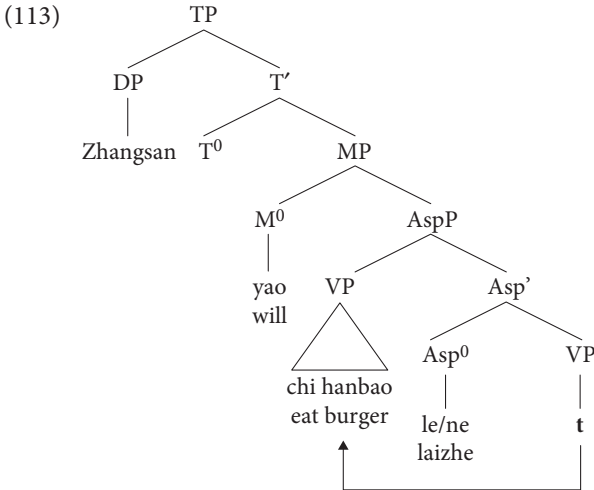 (113) TP
DP T′
Zhangsan T⁰ MP
M⁰ AspP
yao VP Asp'
will
Asp⁰ VP
chi hanbao
eat burger le/ne t
laizhe